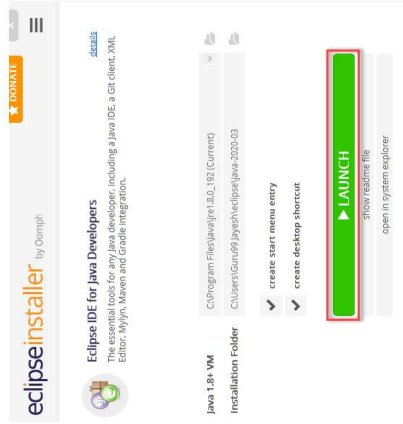 eclipseinstaller by Oomph
★ DONATE
Eclipse IDE for Java Developers
details
The essential tools for any Java developer, including a Java IDE, a Git client, XML
Editor, Mylyn, Maven and Gradle integration.
Java 1.8+ VM
C:\Program Files\Java\jre1.8.0_192 (Current)
Installation Folder
C:\Users\Guru99 Jayesh\eclipse\java-2020-03
create start menu entry
create desktop shortcut
LAUNCH
show readme file
open in system explorer